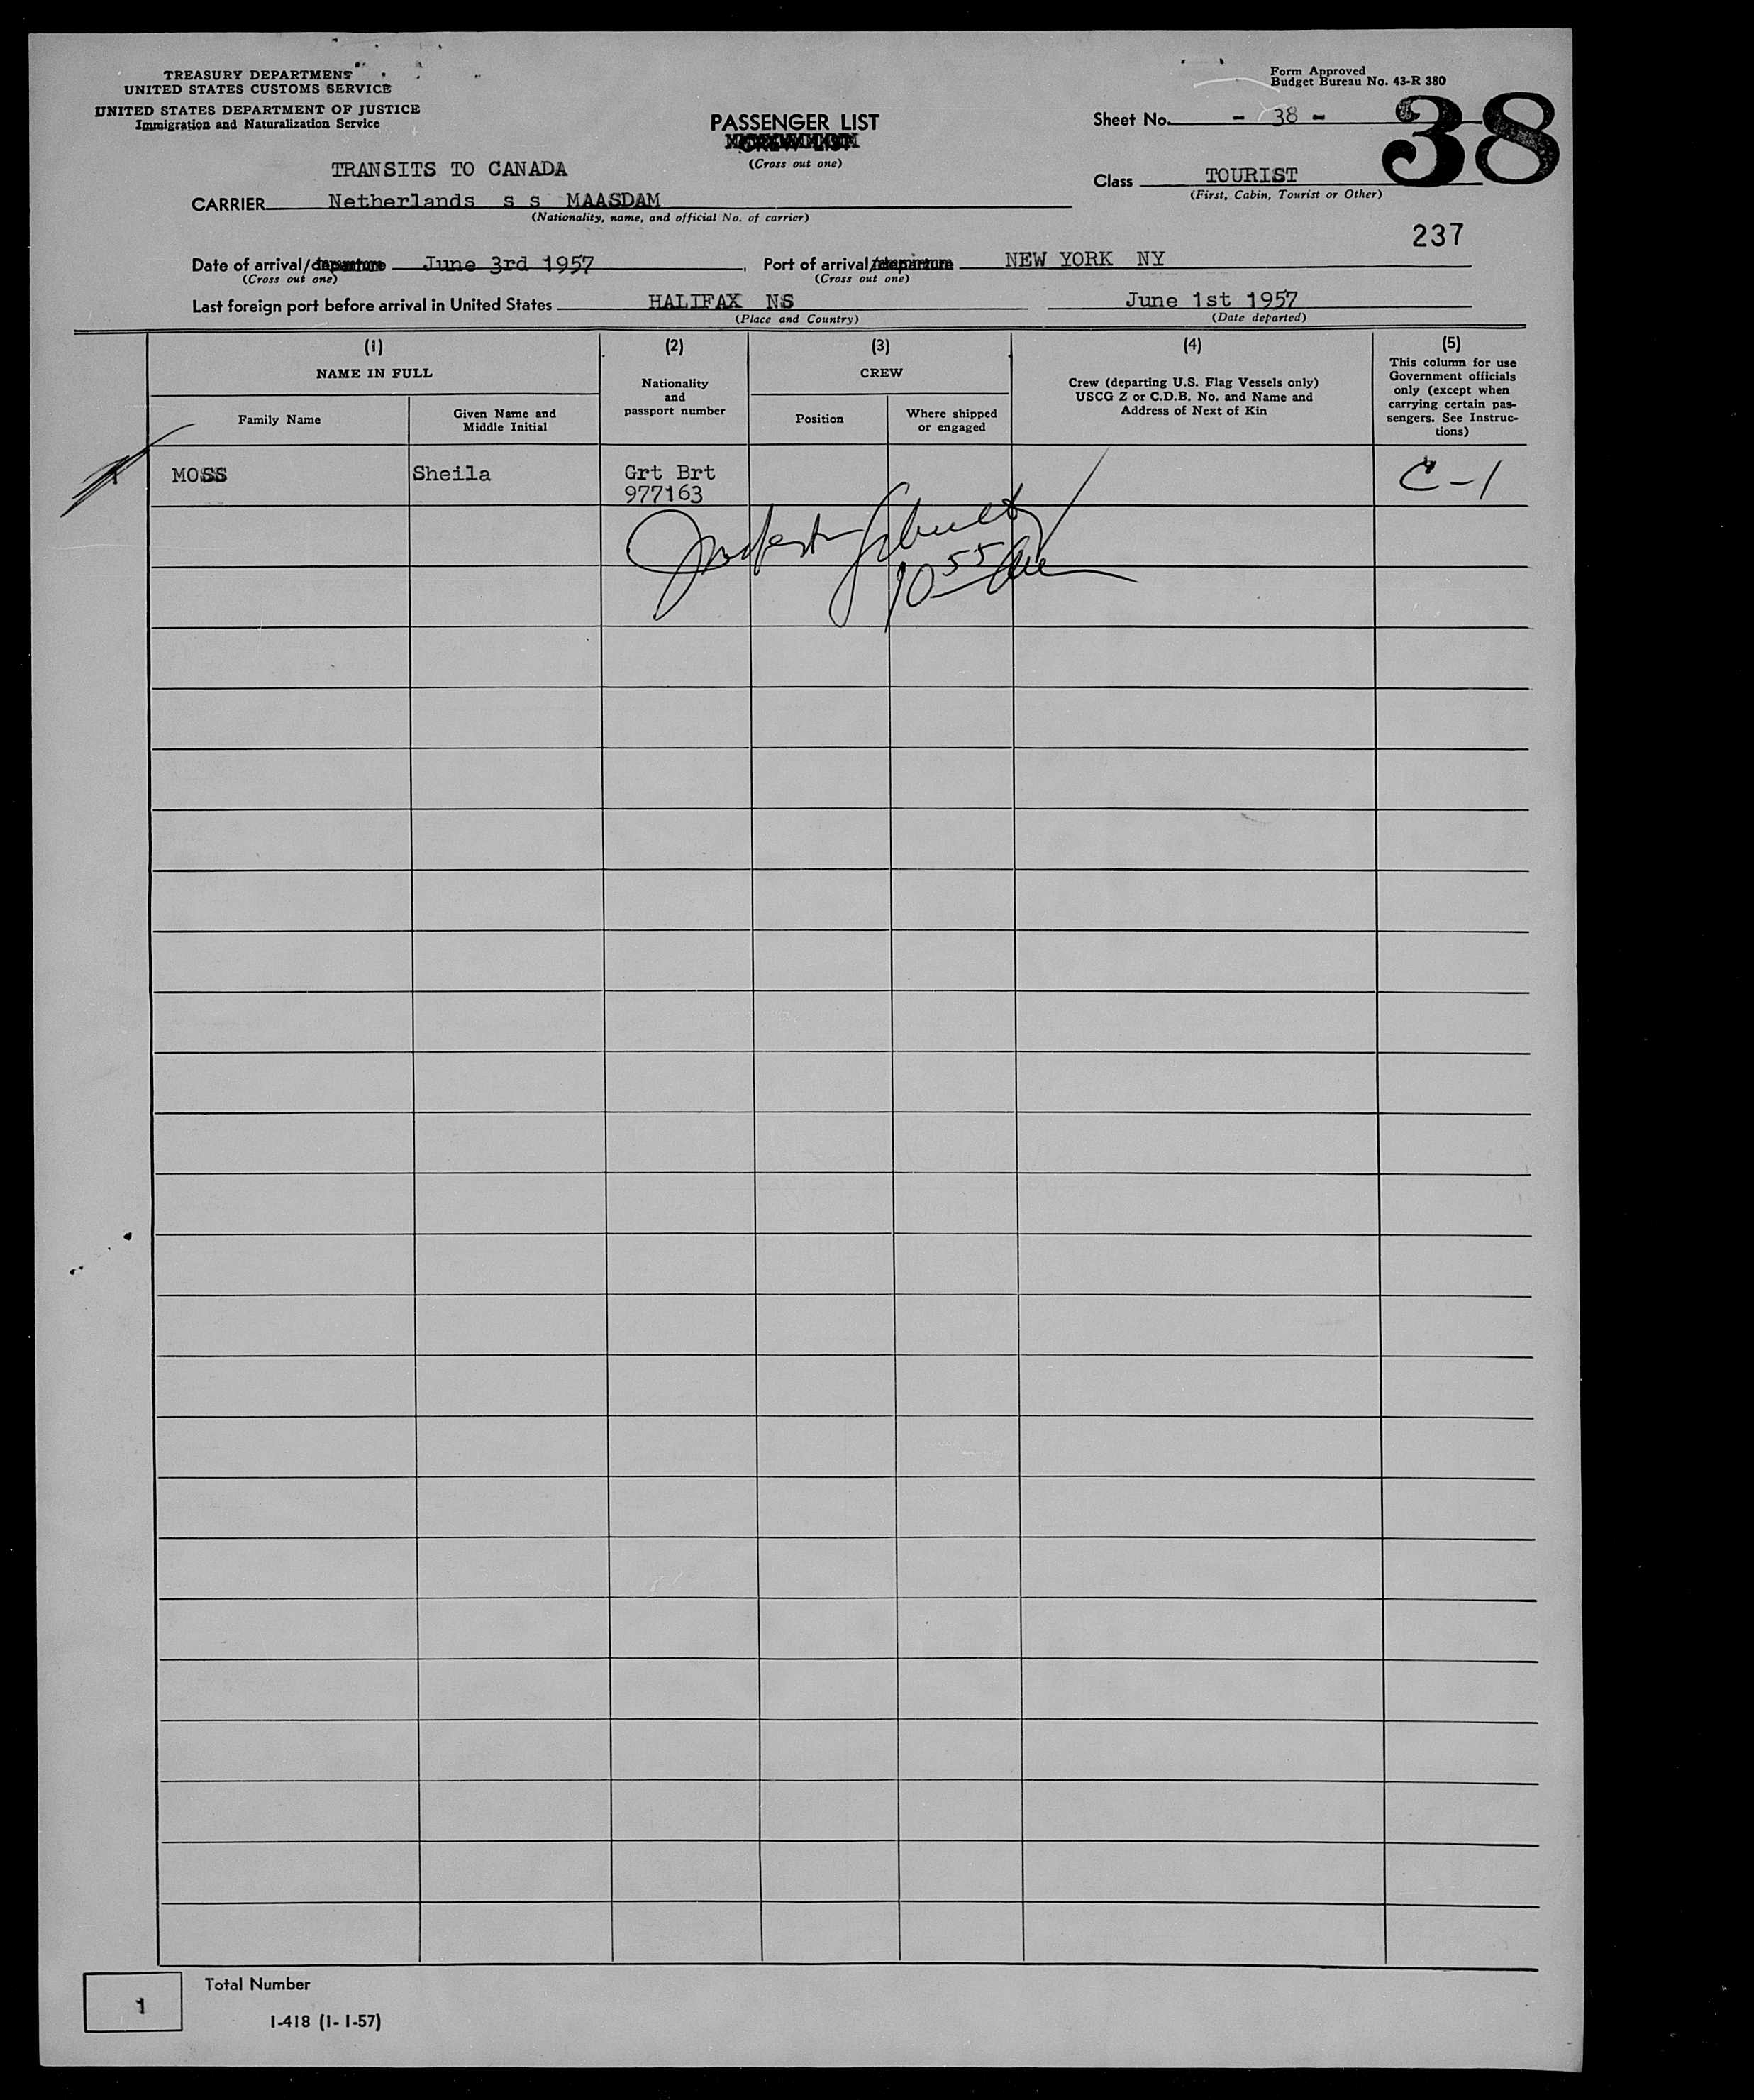 TREASURY DEPARTMENT
UNITED STATES CUSTOMS SERVICE
UNITED STATES DEPARTMENT OF JUSTICE
Immigration and Naturalization Service
Form Approved
Budget Bureau No. 43-R 380
PASSENGER LIST
CREW LIST
(Cross out one)
Sheet No. - 38 -
38
TRANSITS TO CANADA
Class TOURIST
(First, Cabin, Tourist or Other)
CARRIER Netherlands s s MAASDAM
(Nationality, name, and official No. of carrier)
237
Date of arrival/departure June 3rd 1957, Port of arrival/departure NEW YORK NY
(Cross out one) (Cross out one)
Last foreign port before arrival in United States HALIFAX NS June 1st 1957
(Place and Country) (Date departed)
(1) (2) (3) (4) (5)
NAME IN FULL
Family Name
Given Name and
Middle Initial
Nationality
and
passport number
CREW
Position
Where shipped
or engaged
Crew (departing U.S. Flag Vessels only)
USCG Z or C.D.B. No. and Name and
Address of Next of Kin
This column for use
Government officials
only (except when
carrying certain pas-
sengers. See Instruc-
tions)
1 MOSS Sheila Grt Brt C-1
977163
10 55
1
Total Number
I-418 (1-1-57)